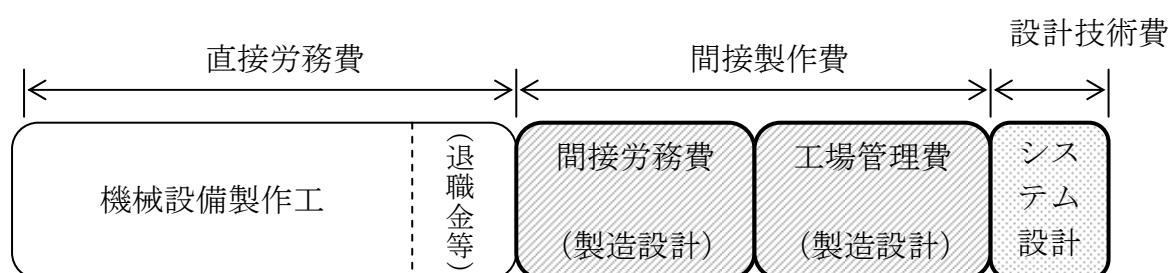 設計技術費
直接労務費
間接製作費
機械設備製作工
(退職金等)
間接労務費
(製造設計)
工場管理費
(製造設計)
シス
テム
設計